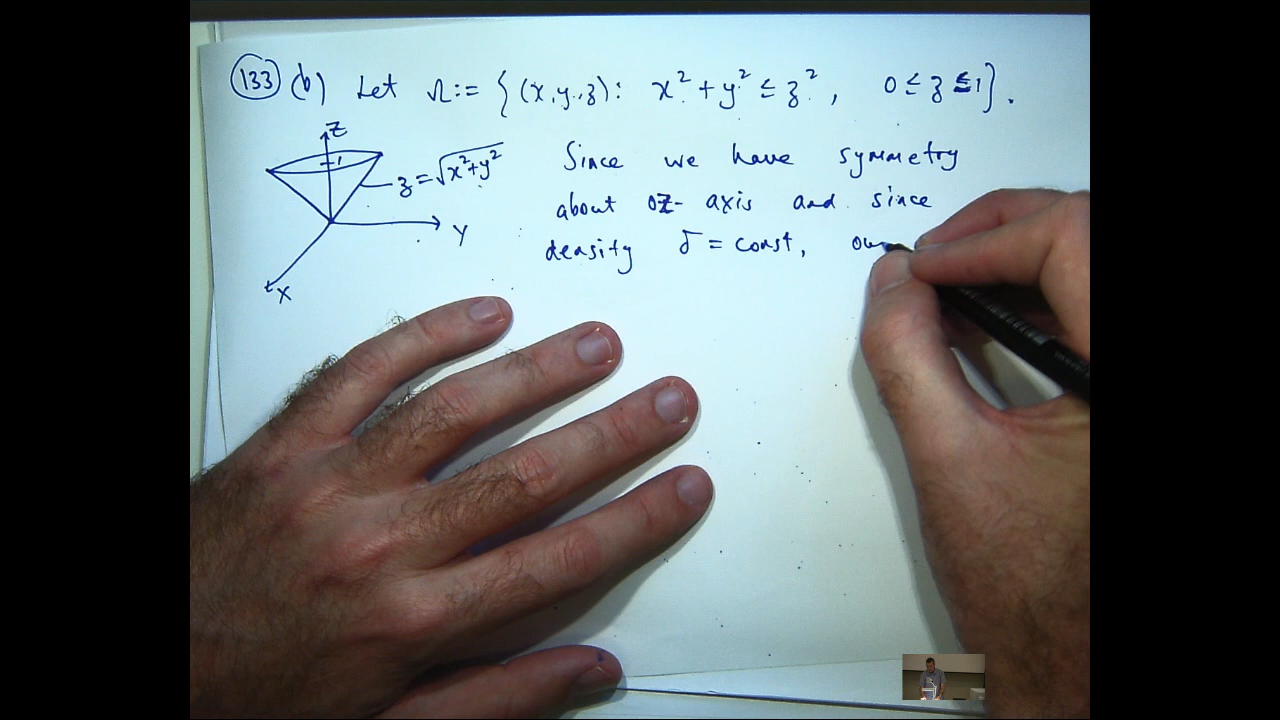 133 (b) Let Ω := {(x, y, z): x² + y² ≤ z², 0 ≤ z ≤ 1}.
z
1
z = √x²+y²
y
x
Since we have symmetry
about oz- axis and since
density δ = const, ou